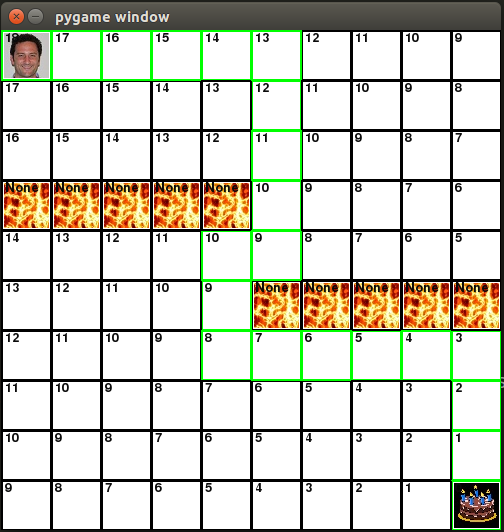 pygame window
18 17 16 15 14 13 12 11 10 9
17 16 15 14 13 12 11 10 9 8
16 15 14 13 12 11 10 9 8 7
None None None None None 10 9 8 7 6
14 13 12 11 10 9 8 7 6 5
13 12 11 10 9 None None None None None
12 11 10 9 8 7 6 5 4 3
11 10 9 8 7 6 5 4 3 2
10 9 8 7 6 5 4 3 2 1
9 8 7 6 5 4 3 2 1